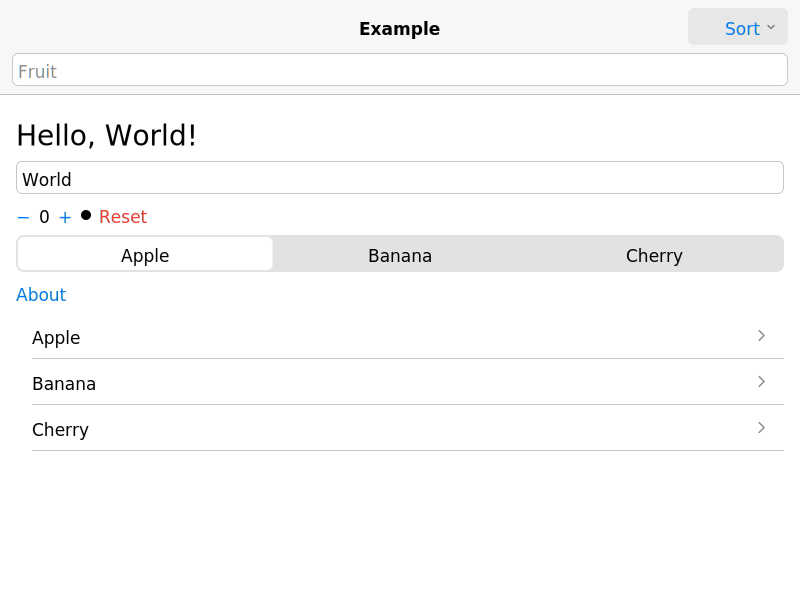 Example
Sort
Fruit
Hello, World!
World
− 0 + ● Reset
Apple Banana Cherry
About
Apple
Banana
Cherry